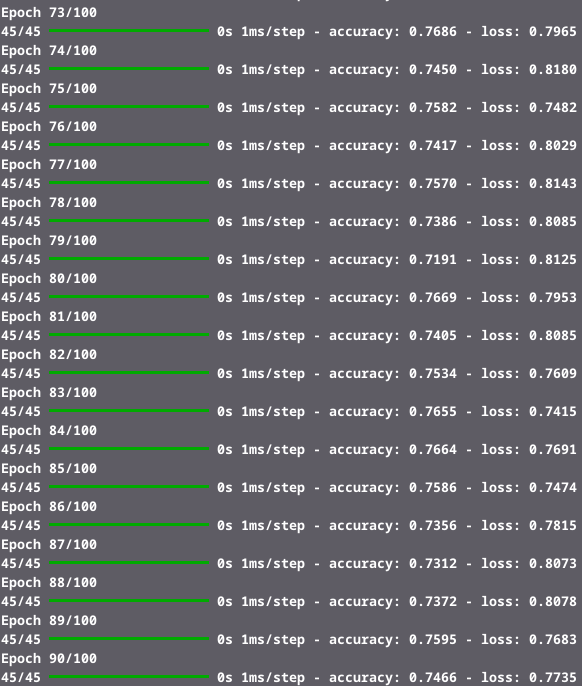 Epoch 73/100
45/45 0s 1ms/step - accuracy: 0.7686 - loss: 0.7965
Epoch 74/100
45/45 0s 1ms/step - accuracy: 0.7450 - loss: 0.8180
Epoch 75/100
45/45 0s 1ms/step - accuracy: 0.7582 - loss: 0.7482
Epoch 76/100
45/45 0s 1ms/step - accuracy: 0.7417 - loss: 0.8029
Epoch 77/100
45/45 0s 1ms/step - accuracy: 0.7570 - loss: 0.8143
Epoch 78/100
45/45 0s 1ms/step - accuracy: 0.7386 - loss: 0.8085
Epoch 79/100
45/45 0s 1ms/step - accuracy: 0.7191 - loss: 0.8125
Epoch 80/100
45/45 0s 1ms/step - accuracy: 0.7669 - loss: 0.7953
Epoch 81/100
45/45 0s 1ms/step - accuracy: 0.7405 - loss: 0.8085
Epoch 82/100
45/45 0s 1ms/step - accuracy: 0.7534 - loss: 0.7609
Epoch 83/100
45/45 0s 1ms/step - accuracy: 0.7655 - loss: 0.7415
Epoch 84/100
45/45 0s 1ms/step - accuracy: 0.7664 - loss: 0.7691
Epoch 85/100
45/45 0s 1ms/step - accuracy: 0.7586 - loss: 0.7474
Epoch 86/100
45/45 0s 1ms/step - accuracy: 0.7356 - loss: 0.7815
Epoch 87/100
45/45 0s 1ms/step - accuracy: 0.7312 - loss: 0.8073
Epoch 88/100
45/45 0s 1ms/step - accuracy: 0.7372 - loss: 0.8078
Epoch 89/100
45/45 0s 1ms/step - accuracy: 0.7595 - loss: 0.7683
Epoch 90/100
45/45 0s 1ms/step - accuracy: 0.7466 - loss: 0.7735